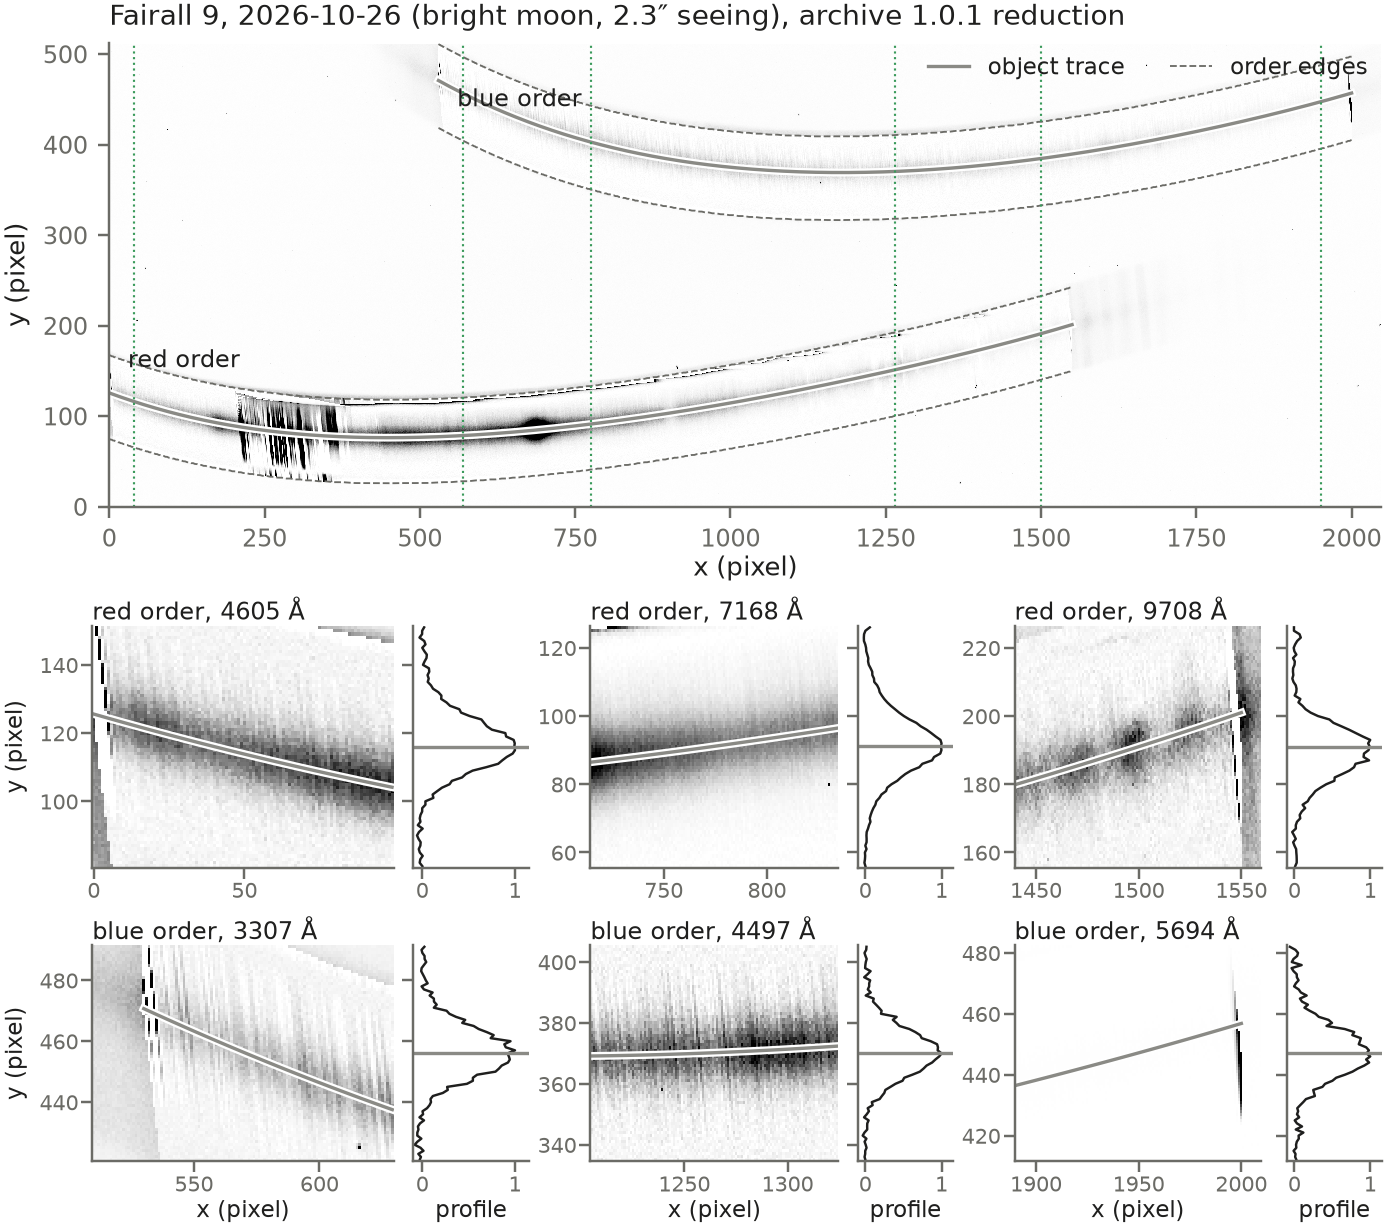 Fairall 9, 2026-10-26 (bright moon, 2.3″ seeing), archive 1.0.1 reduction
500
400
300
200
100
0
y (pixel)
object trace
order edges
blue order
red order
0 250 500 750 1000 1250 1500 1750 2000
x (pixel)
red order, 4605 Å
red order, 7168 Å
red order, 9708 Å
y (pixel)
140
120
100
0 50
0 1
120
100
80
60
750 800
0 1
220
200
180
160
1450 1500 1550
0 1
blue order, 3307 Å
blue order, 4497 Å
blue order, 5694 Å
y (pixel)
480
460
440
550 600
x (pixel)
0 1
profile
400
380
360
340
1250 1300
x (pixel)
0 1
profile
480
460
440
420
1900 1950 2000
x (pixel)
0 1
profile